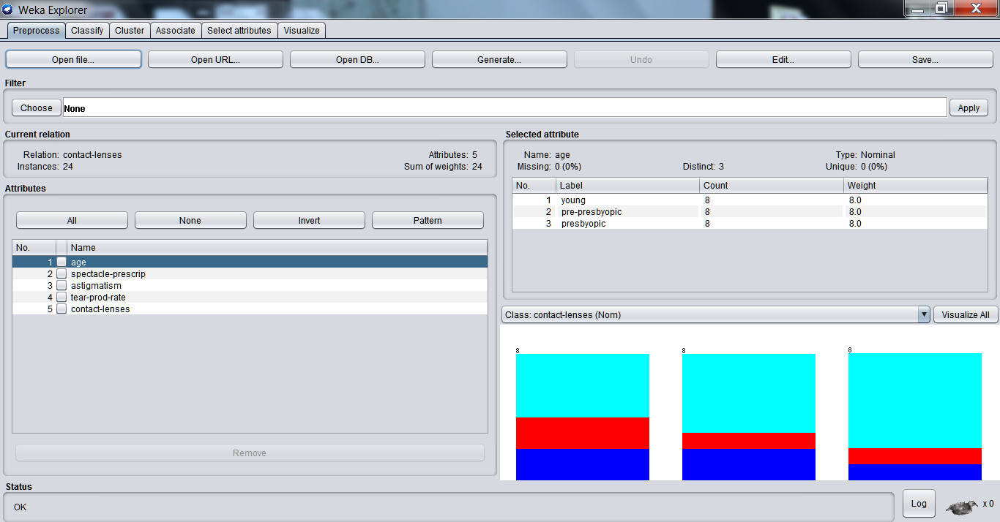 Weka Explorer
Preprocess Classify Cluster Associate Select attributes Visualize
Open file... Open URL... Open DB... Generate... Undo Edit... Save...
Filter
Choose None Apply
Current relation
Relation: contact-lenses Attributes: 5
Instances: 24 Sum of weights: 24
Attributes
All None Invert Pattern
No. Name
1 age
2 spectacle-prescrip
3 astigmatism
4 tear-prod-rate
5 contact-lenses
Remove
Selected attribute
Name: age Type: Nominal
Missing: 0 (0%) Distinct: 3 Unique: 0 (0%)
No. Label Count Weight
1 young 8 8.0
2 pre-presbyopic 8 8.0
3 presbyopic 8 8.0
Class: contact-lenses (Nom) Visualize All
8 8 8
Status
OK Log x 0